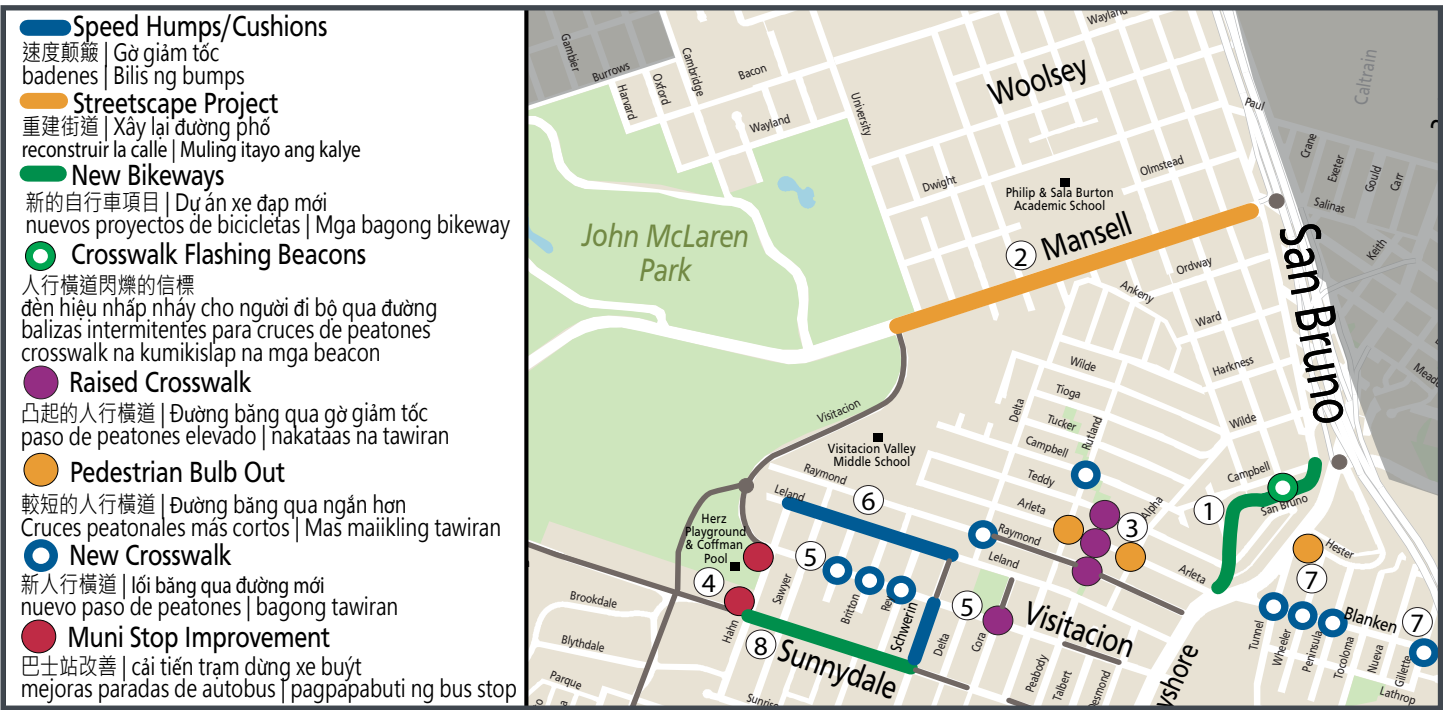 Speed Humps/Cushions
速度颠簸 | Gờ giảm tốc
badenes | Bilis ng bumps
Streetscape Project
重建街道 | Xây lại đường phố
reconstruir la calle | Muling itayo ang kalye
New Bikeways
新的自行車項目 | Dự án xe đạp mới
nuevos proyectos de bicicletas | Mga bagong bikeway
Crosswalk Flashing Beacons
人行橫道閃爍的信標
đèn hiệu nhấp nháy cho người đi bộ qua đường
balizas intermitentes para cruces de peatones
crosswalk na kumikislap na mga beacon
Raised Crosswalk
凸起的人行橫道 | Đường băng qua gờ giảm tốc
paso de peatones elevado | nakataas na tawiran
Pedestrian Bulb Out
較短的人行橫道 | Đường băng qua ngắn hơn
Cruces peatonales más cortos | Mas maiikling tawiran
New Crosswalk
新人行橫道 | lối băng qua đường mới
nuevo paso de peatones | bagong tawiran
Muni Stop Improvement
巴士站改善 | cải tiến trạm dừng xe buýt
mejoras paradas de autobus | pagpapabuti ng bus stop
Wayland
Gambier
Burrows
Harvard
Oxford
Cambridge
Bacon
Wayland
University
Woolsey
Paul
Caltrain
Crane
Exeter
Gould
Carr
Salinas
Keith
Dwight
Olmstead
Philip & Sala Burton
Academic School
John McLaren
Park
2
Mansell
San Bruno
Ordway
Ankeny
Ward
Harkness
Wilde
Wilde
Tioga
Delta
Tucker
Rutland
Campbell
Teddy
Arleta
Visitacion
Visitacion Valley
Middle School
Raymond
Leland
6
Herz
Playground
& Coffman
Pool
5
4
Sawyer
Britton
Schwerin
Hahn
8
Sunnydale
Brookdale
Blythdale
Parque
Raymond
Leland
3
Alpha
Campbell
San Bruno
1
Arleta
Hester
7
Blanken
7
Tunnel
Wheeler
Peninsula
Tocoloma
Nueva
Gillette
Lathrop
5
Delta
Cora
Visitacion
Peabody
Talbert